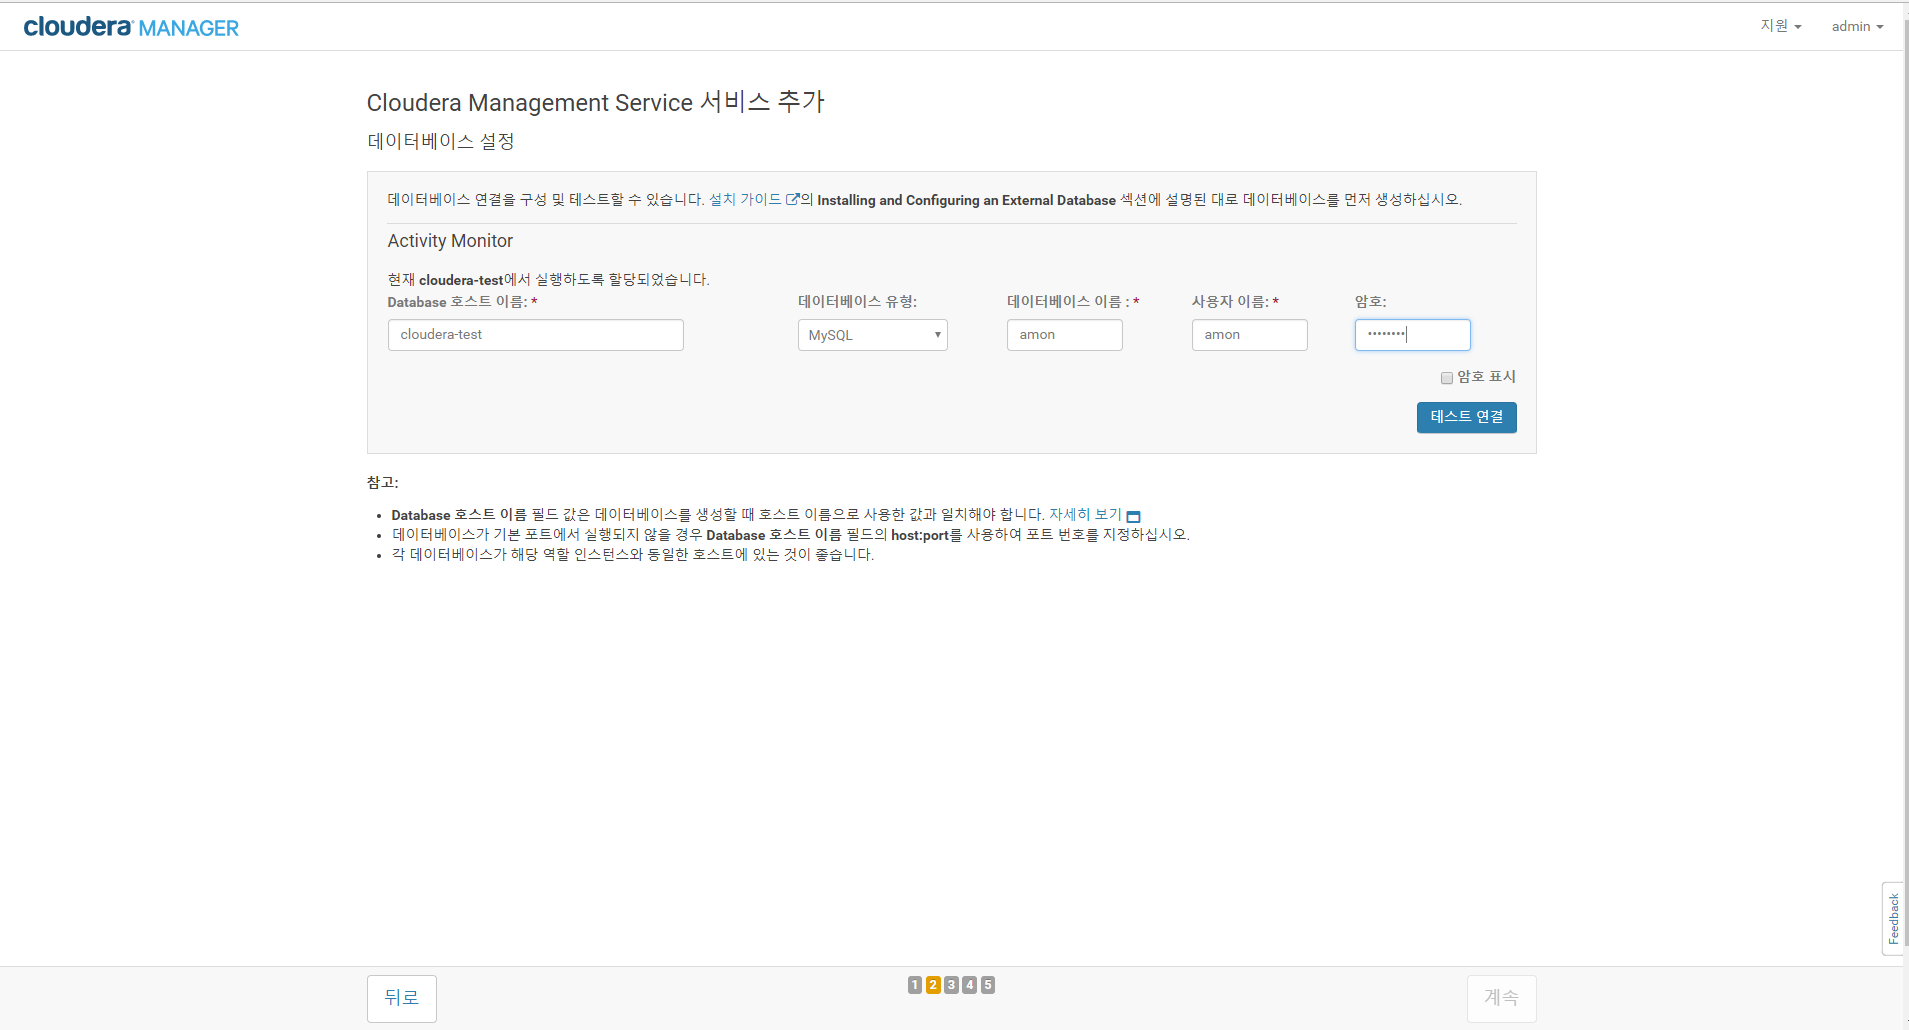 cloudera MANAGER
지원
admin
Cloudera Management Service 서비스 추가
데이터베이스 설정
데이터베이스 연결을 구성 및 테스트할 수 있습니다. 설치 가이드 의 Installing and Configuring an External Database 섹션에 설명된 대로 데이터베이스를 먼저 생성하십시오.
Activity Monitor
현재 cloudera-test에서 실행하도록 할당되었습니다.
Database 호스트 이름: * 데이터베이스 유형: 데이터베이스 이름 : * 사용자 이름: * 암호:
cloudera-test MySQL amon amon ••••••••
암호 표시
테스트 연결
참고:
• Database 호스트 이름 필드 값은 데이터베이스를 생성할 때 호스트 이름으로 사용한 값과 일치해야 합니다. 자세히 보기
• 데이터베이스가 기본 포트에서 실행되지 않을 경우 Database 호스트 이름 필드의 host:port를 사용하여 포트 번호를 지정하십시오.
• 각 데이터베이스가 해당 역할 인스턴스와 동일한 호스트에 있는 것이 좋습니다.
Feedback
뒤로
1 2 3 4 5
계속